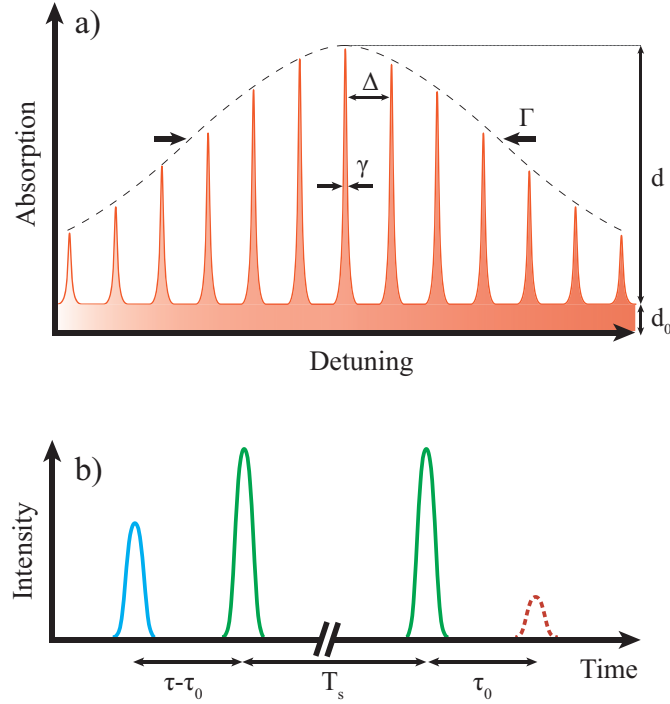 a)
Absorption
Δ
Γ
γ
d
d₀
Detuning
b)
Intensity
τ-τ₀
Tₛ
τ₀
Time